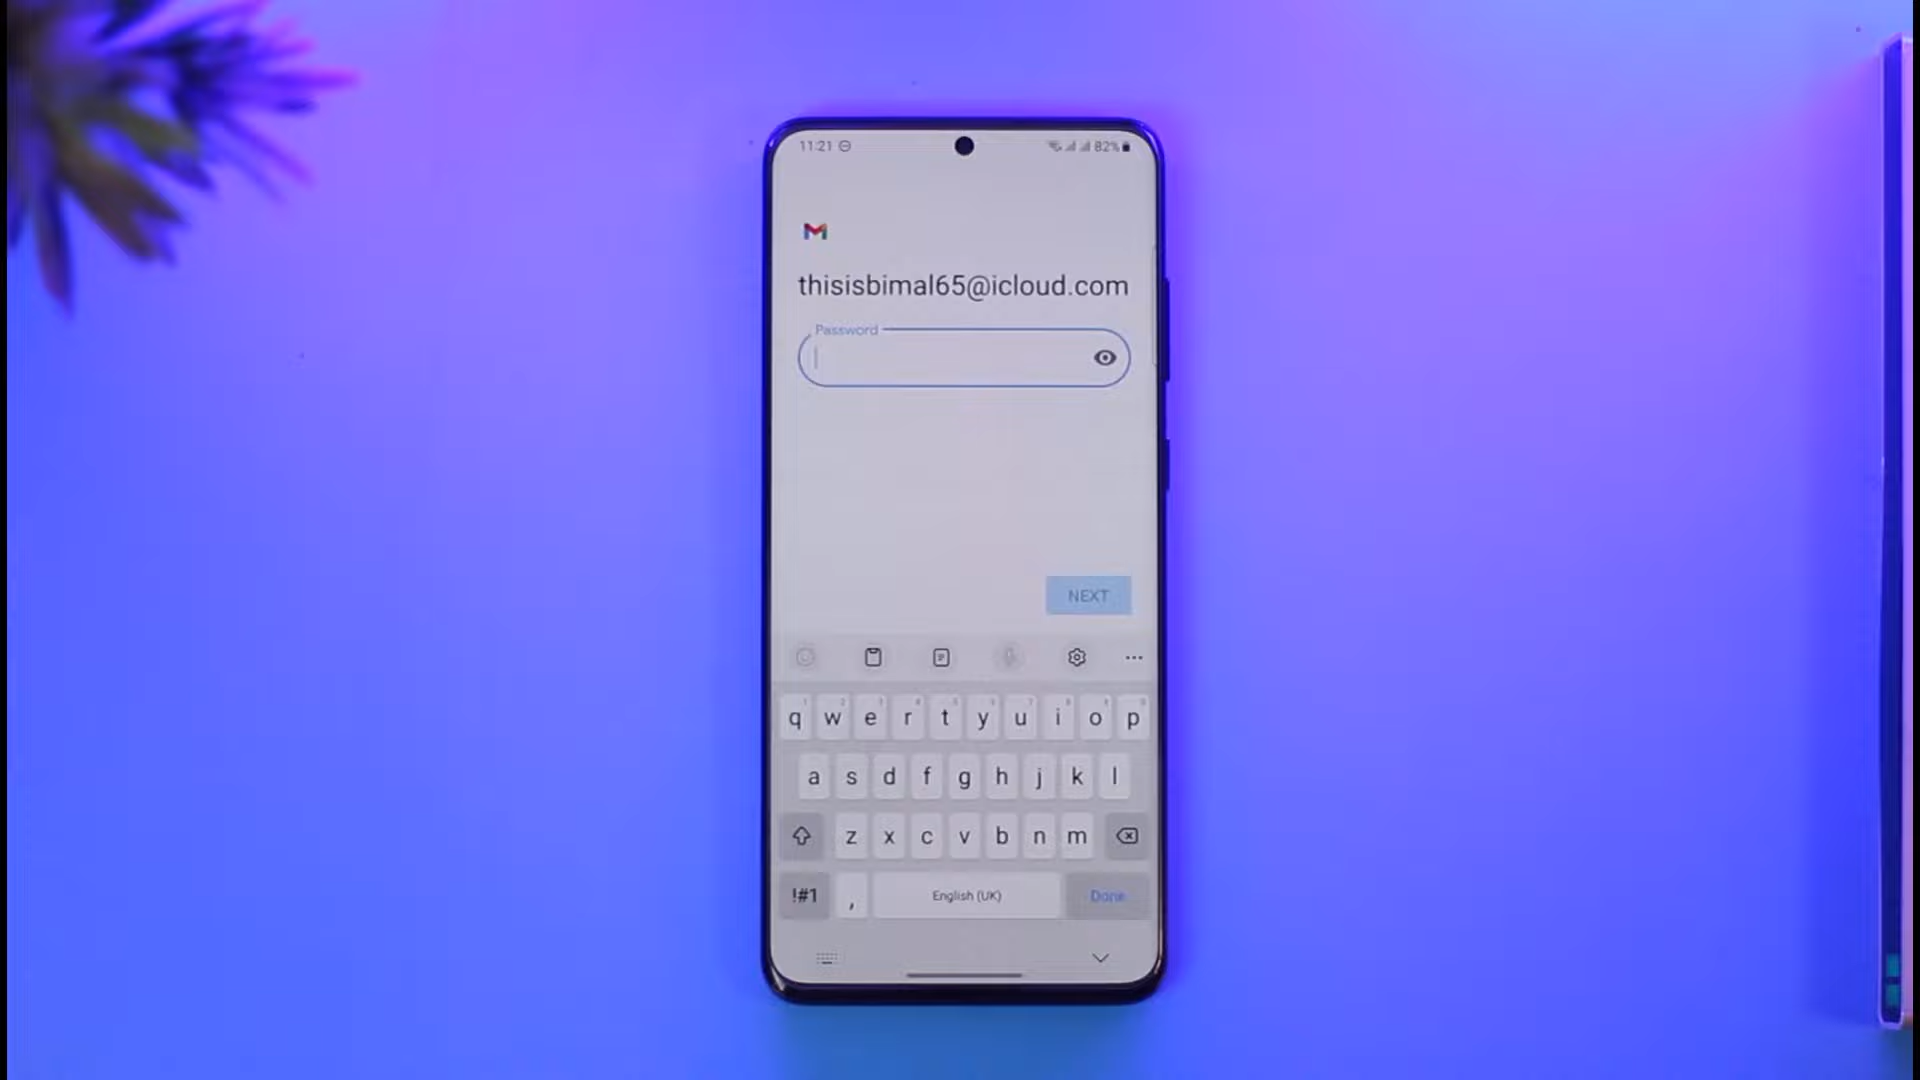 11:21 82%
thisisbimal65@icloud.com
Password
NEXT
q w e r t y u i o p
a s d f g h j k l
z x c v b n m
!#1 , English (UK) Done